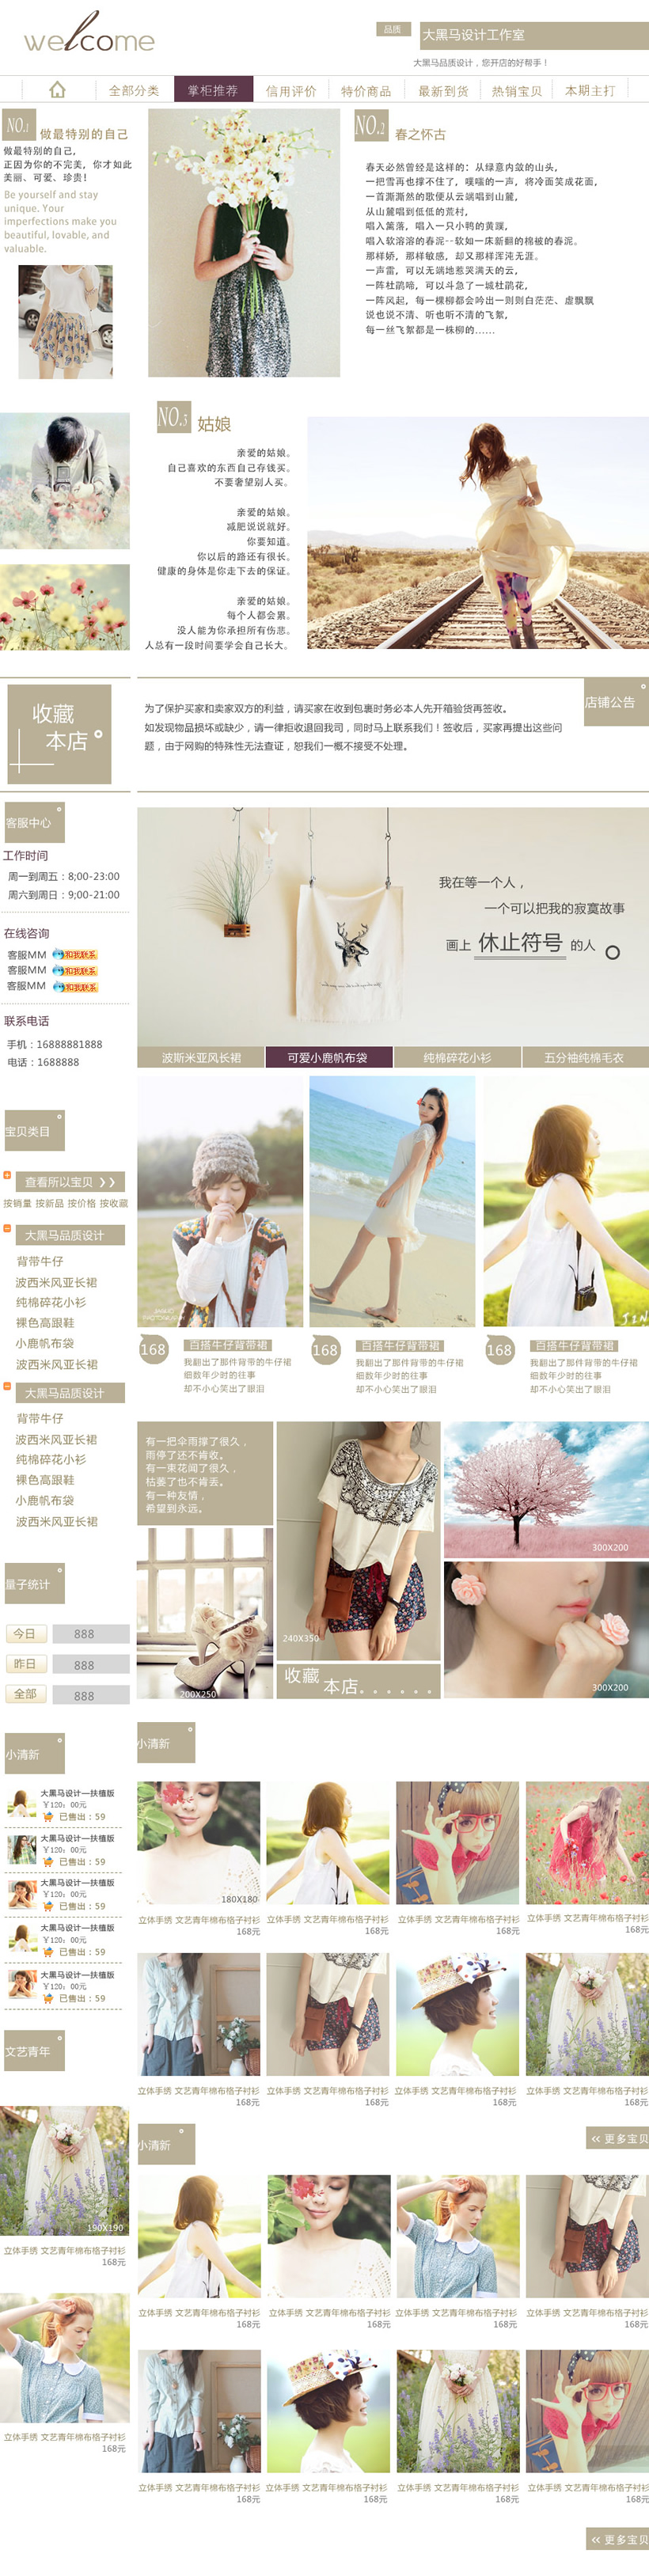 welcome
品质
大黑马设计工作室
大黑马品质设计，您开店的好帮手！
全部分类
掌柜推荐
信用评价
特价商品
最新到货
热销宝贝
本期主打
NO.1
做最特别的自己
做最特别的自己,
正因为你的不完美，你才如此
美丽、可爱、珍贵！
Be yourself and stay
unique. Your
imperfections make you
beautiful, lovable, and
valuable.
NO.2
春之怀古
春天必然曾经是这样的：从绿意内敛的山头，
一把雪再也撑不住了，噗嗤的一声，将冷面笑成花面，
一首澌澌然的歌便从云端唱到山麓，
从山麓唱到低低的荒村，
唱入篱落，唱入一只小鸭的黄蹼，
唱入软溶溶的春泥--软如一床新翻的棉被的春泥。
那样娇，那样敏感，却又那样浑沌无涯。
一声雷，可以无端地惹哭满天的云，
一阵杜鹃啼，可以斗急了一城杜鹃花，
一阵风起，每一棵柳都会吟出一则则白茫茫、虚飘飘
说也说不清、听也听不清的飞絮，
每一丝飞絮都是一株柳的......
NO.3
姑娘
亲爱的姑娘。
自己喜欢的东西自己存钱买。
不要奢望别人买。
亲爱的姑娘。
减肥说说就好。
你要知道。
你以后的路还有很长。
健康的身体是你走下去的保证。
亲爱的姑娘。
每个人都会累。
没人能为你承担所有伤悲。
人总有一段时间要学会自己长大。
收藏
本店
店铺公告
为了保护买家和卖家双方的利益，请买家在收到包裹时务必本人先开箱验货再签收。
如发现物品损坏或缺少，请一律拒收退回我司，同时马上联系我们！签收后，买家再提出这些问
题，由于网购的特殊性无法查证，恕我们一概不接受不处理。
客服中心
工作时间
周一到周五：8;00-23:00
周六到周日：9;00-21:00
在线咨询
客服MM 和我联系
客服MM 和我联系
客服MM 和我联系
联系电话
手机：16888881888
电话：1688888
我在等一个人，
一个可以把我的寂寞故事
画上 休止符号 的人
波斯米亚风长裙
可爱小鹿帆布袋
纯棉碎花小衫
五分袖纯棉毛衣
宝贝类目
查看所以宝贝
按销量 按新品 按价格 按收藏
大黑马品质设计
背带牛仔
波西米风亚长裙
纯棉碎花小衫
裸色高跟鞋
小鹿帆布袋
波西米风亚长裙
大黑马品质设计
背带牛仔
波西米风亚长裙
纯棉碎花小衫
裸色高跟鞋
小鹿帆布袋
波西米风亚长裙
168
百搭牛仔背带裙
我翻出了那件背带的牛仔裙
细数年少时的往事
却不小心笑出了眼泪
168
百搭牛仔背带裙
我翻出了那件背带的牛仔裙
细数年少时的往事
却不小心笑出了眼泪
168
百搭牛仔背带裙
我翻出了那件背带的牛仔裙
细数年少时的往事
却不小心笑出了眼泪
有一把伞雨撑了很久，
雨停了还不肯收。
有一束花闻了很久，
枯萎了也不肯丢。
有一种友情，
希望到永远。
200X250
240X350
收藏
本店......
300X200
300X200
量子统计
今日 888
昨日 888
全部 888
小清新
大黑马设计—扶植版
￥120：00元
已售出：59
大黑马设计—扶植版
￥120：00元
已售出：59
大黑马设计—扶植版
￥120：00元
已售出：59
大黑马设计—扶植版
￥120：00元
已售出：59
大黑马设计—扶植版
￥120：00元
已售出：59
文艺青年
190X190
立体手绣 文艺青年棉布格子衬衫
168元
立体手绣 文艺青年棉布格子衬衫
168元
小清新
180X180
立体手绣 文艺青年棉布格子衬衫
168元
立体手绣 文艺青年棉布格子衬衫
168元
立体手绣 文艺青年棉布格子衬衫
168元
立体手绣 文艺青年棉布格子衬衫
168元
立体手绣 文艺青年棉布格子衬衫
168元
立体手绣 文艺青年棉布格子衬衫
168元
立体手绣 文艺青年棉布格子衬衫
168元
立体手绣 文艺青年棉布格子衬衫
168元
小清新
« 更多宝贝
立体手绣 文艺青年棉布格子衬衫
168元
立体手绣 文艺青年棉布格子衬衫
168元
立体手绣 文艺青年棉布格子衬衫
168元
立体手绣 文艺青年棉布格子衬衫
168元
立体手绣 文艺青年棉布格子衬衫
168元
立体手绣 文艺青年棉布格子衬衫
168元
立体手绣 文艺青年棉布格子衬衫
168元
立体手绣 文艺青年棉布格子衬衫
168元
« 更多宝贝